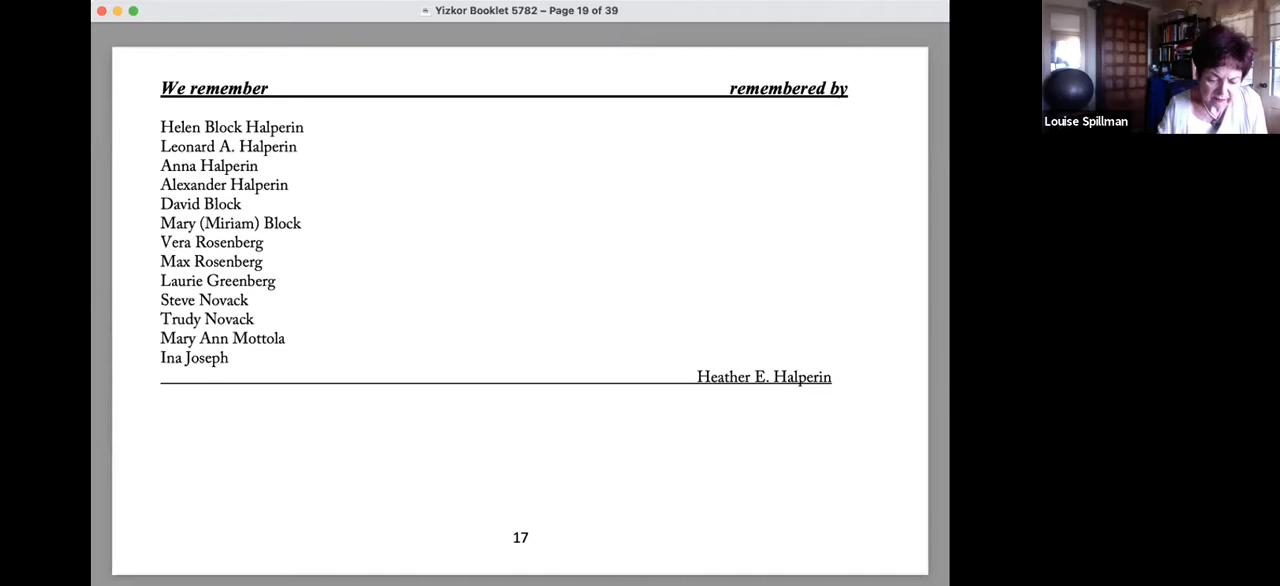 Yizkor Booklet 5782 – Page 19 of 39
We remember remembered by
Helen Block Halperin
Leonard A. Halperin
Anna Halperin
Alexander Halperin
David Block
Mary (Miriam) Block
Vera Rosenberg
Max Rosenberg
Laurie Greenberg
Steve Novack
Trudy Novack
Mary Ann Mottola
Ina Joseph
Heather E. Halperin
17
Louise Spillman